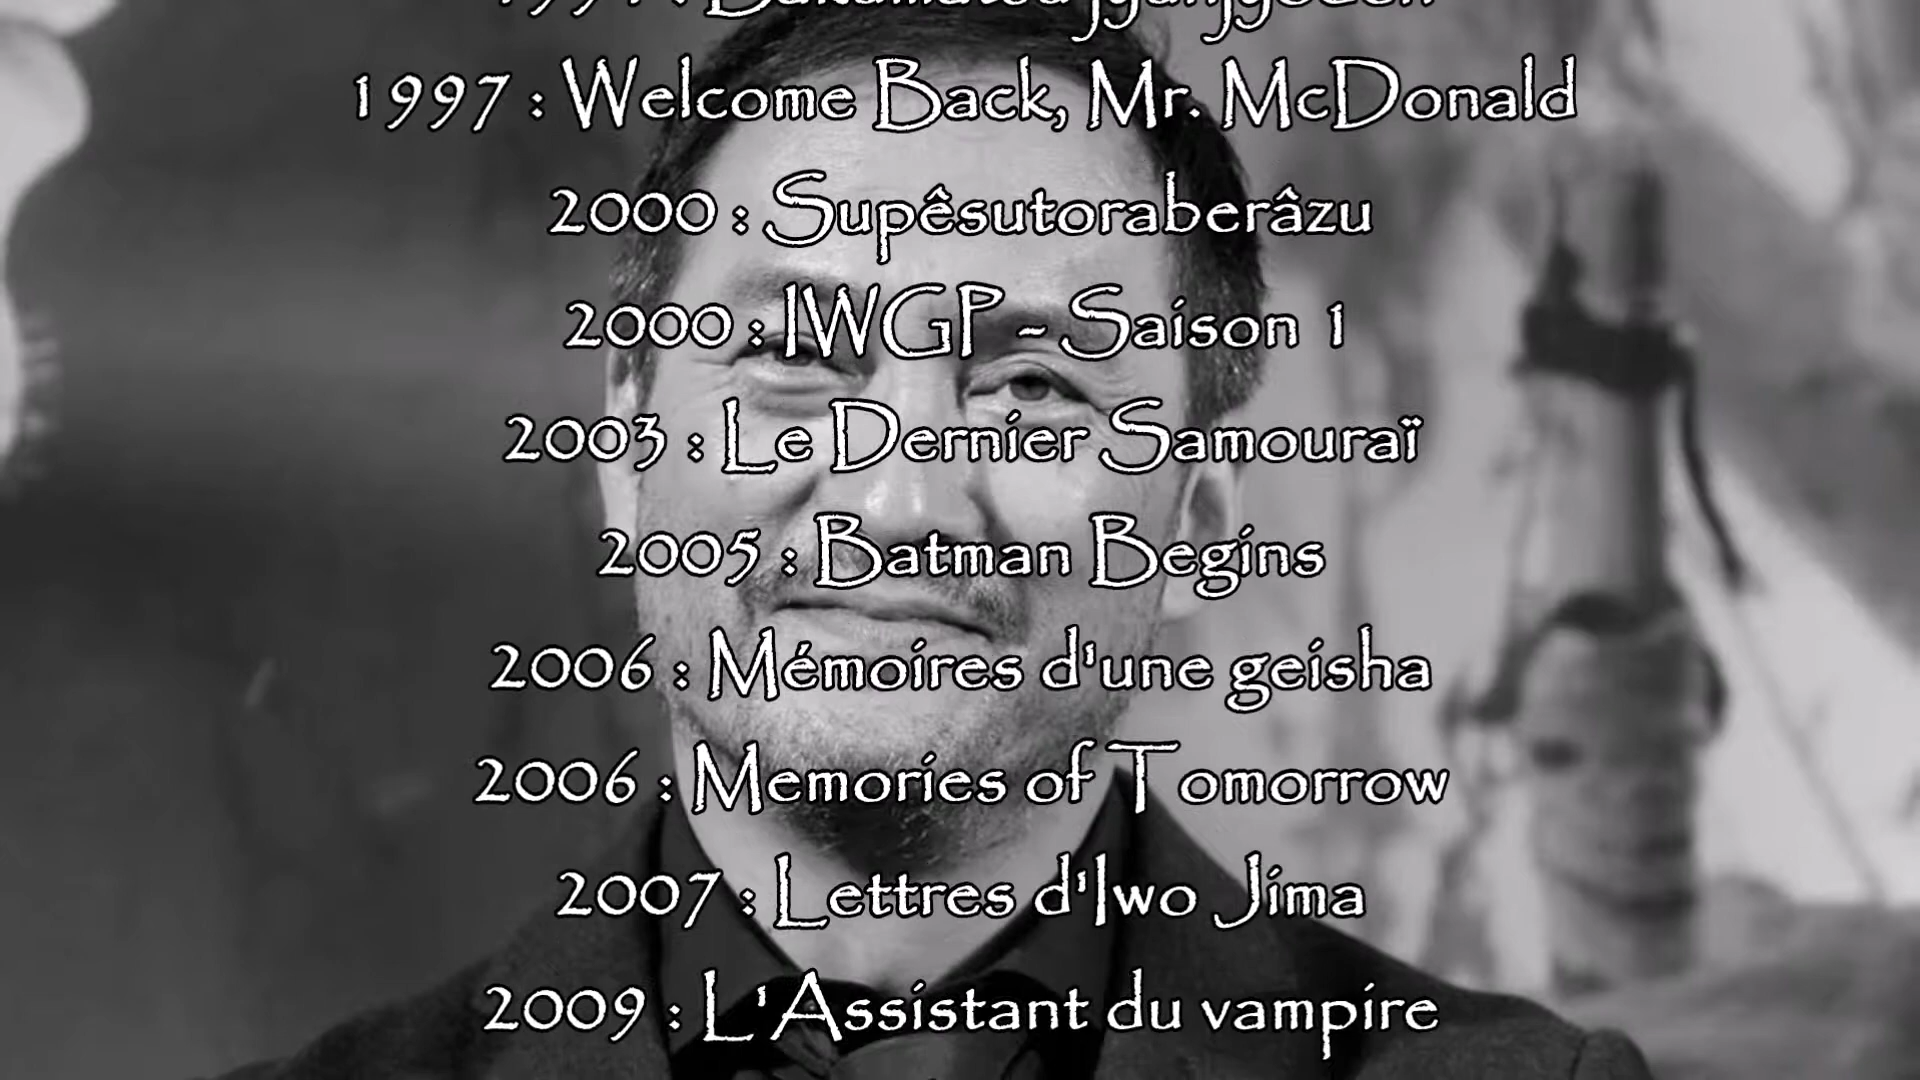 1997 : Welcome Back, Mr. McDonald
2000 : Supêsutoraberâzu
2000 : IWGP - Saison 1
2003 : Le Dernier Samouraï
2005 : Batman Begins
2006 : Mémoires d'une geisha
2006 : Memories of Tomorrow
2007 : Lettres d'Iwo Jima
2009 : L'Assistant du vampire